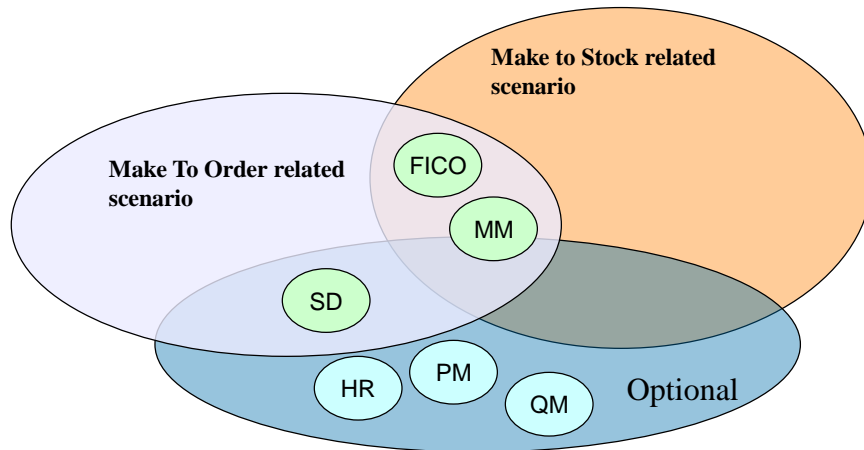 Make to Stock related
scenario
FICO
Make To Order related
scenario
MM
SD
PM
HR
Optional
QM